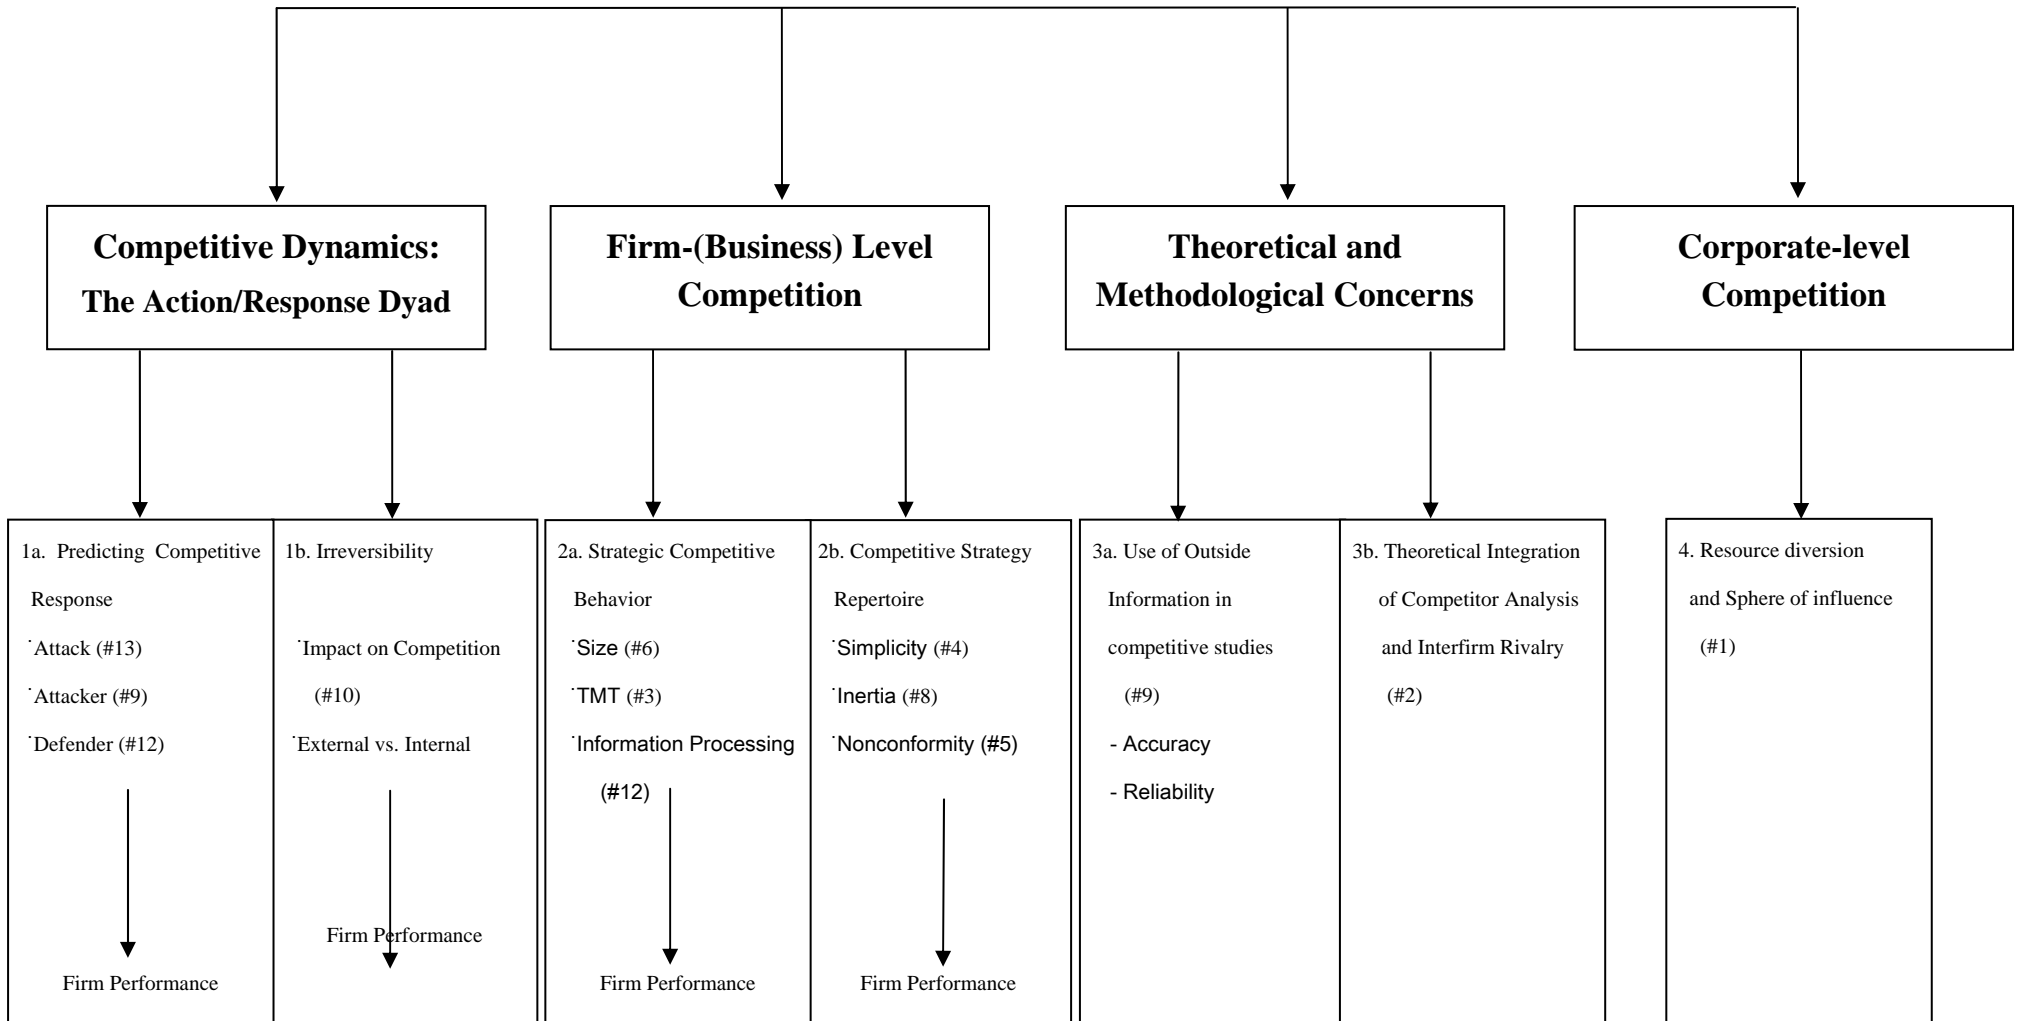 Competitive Dynamics:
The Action/Response Dyad
Firm-(Business) Level
Competition
Theoretical and
Methodological Concerns
Corporate-level
Competition
1a. Predicting Competitive
Response
˙Attack (#13)
˙Attacker (#9)
˙Defender (#12)
Firm Performance
1b. Irreversibility
˙Impact on Competition
(#10)
˙External vs. Internal
Firm Performance
2a. Strategic Competitive
Behavior
˙Size (#6)
˙TMT (#3)
˙Information Processing
(#12)
Firm Performance
2b. Competitive Strategy
Repertoire
˙Simplicity (#4)
˙Inertia (#8)
˙Nonconformity (#5)
Firm Performance
3a. Use of Outside
Information in
competitive studies
(#9)
- Accuracy
- Reliability
3b. Theoretical Integration
of Competitor Analysis
and Interfirm Rivalry
(#2)
4. Resource diversion
and Sphere of influence
(#1)